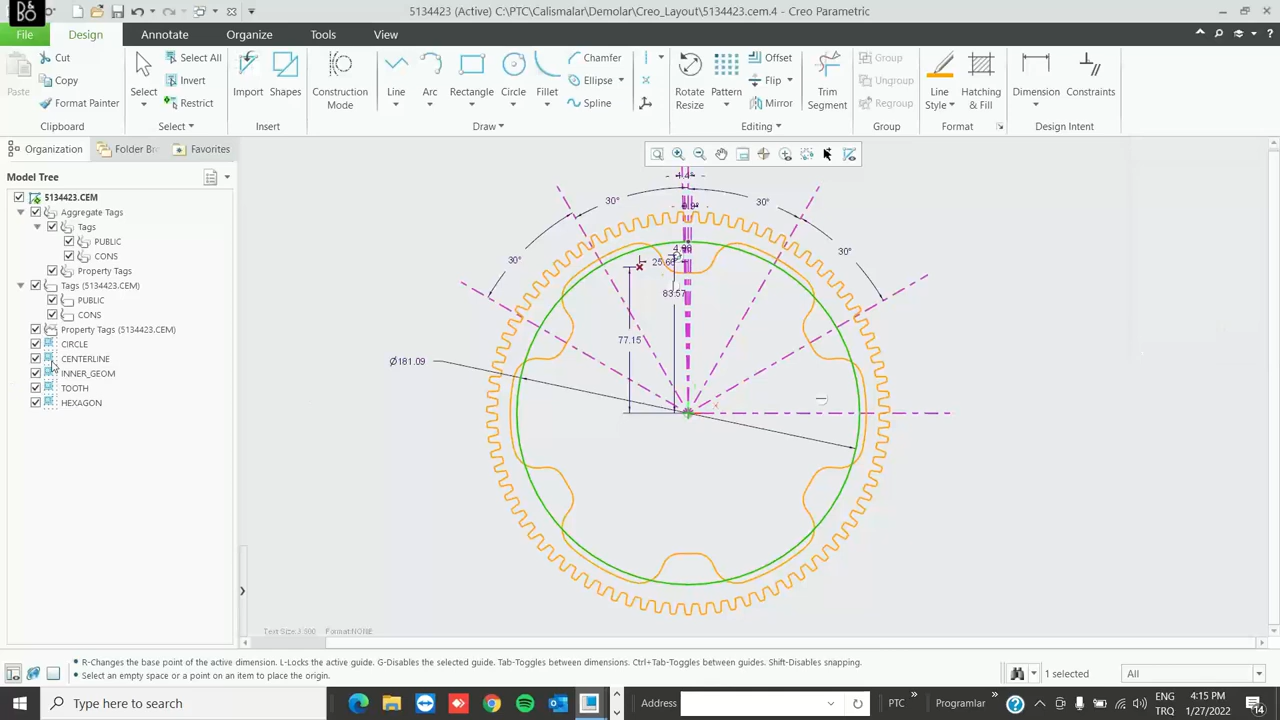 B&
5134423 (Active) C:\PTC\Calismalar\Demolar\Creo_Layout\5134423.cem.4 - Creo Parametric
File
Design
Annotate
Organize
Tools
View
Paste
Cut
Copy
Format Painter
Clipboard
Select
Select All
Invert
Restrict
Select
Import
Shapes
Insert
Construction
Mode
Line
Arc
Rectangle
Circle
Fillet
Chamfer
Ellipse
Spline
Draw
Rotate
Resize
Pattern
Offset
Flip
Mirror
Trim
Segment
Editing
Group
Ungroup
Regroup
Group
Line
Style
Hatching
& Fill
Format
Dimension
Constraints
Design Intent
Organization
Folder Br
Favorites
Model Tree
5134423.CEM
Aggregate Tags
Tags
PUBLIC
CONS
Property Tags
Tags (5134423.CEM)
PUBLIC
CONS
Property Tags (5134423.CEM)
CIRCLE
CENTERLINE
INNER_GEOM
TOOTH
HEXAGON
30°
30°
30°
30°
83.57
77.15
Ø181.09
• R-Changes the base point of the active dimension. L-Locks the active guide. G-Disables the selected guide. Tab-Toggles between dimensions. Ctrl+Tab-Toggles between guides. Shift-Disables snapping.
• Select an empty space or a point on an item to place the origin.
1 selected
All
Type here to search
Address
PTC
Programlar
ENG
TRQ
4:15 PM
1/27/2022
14